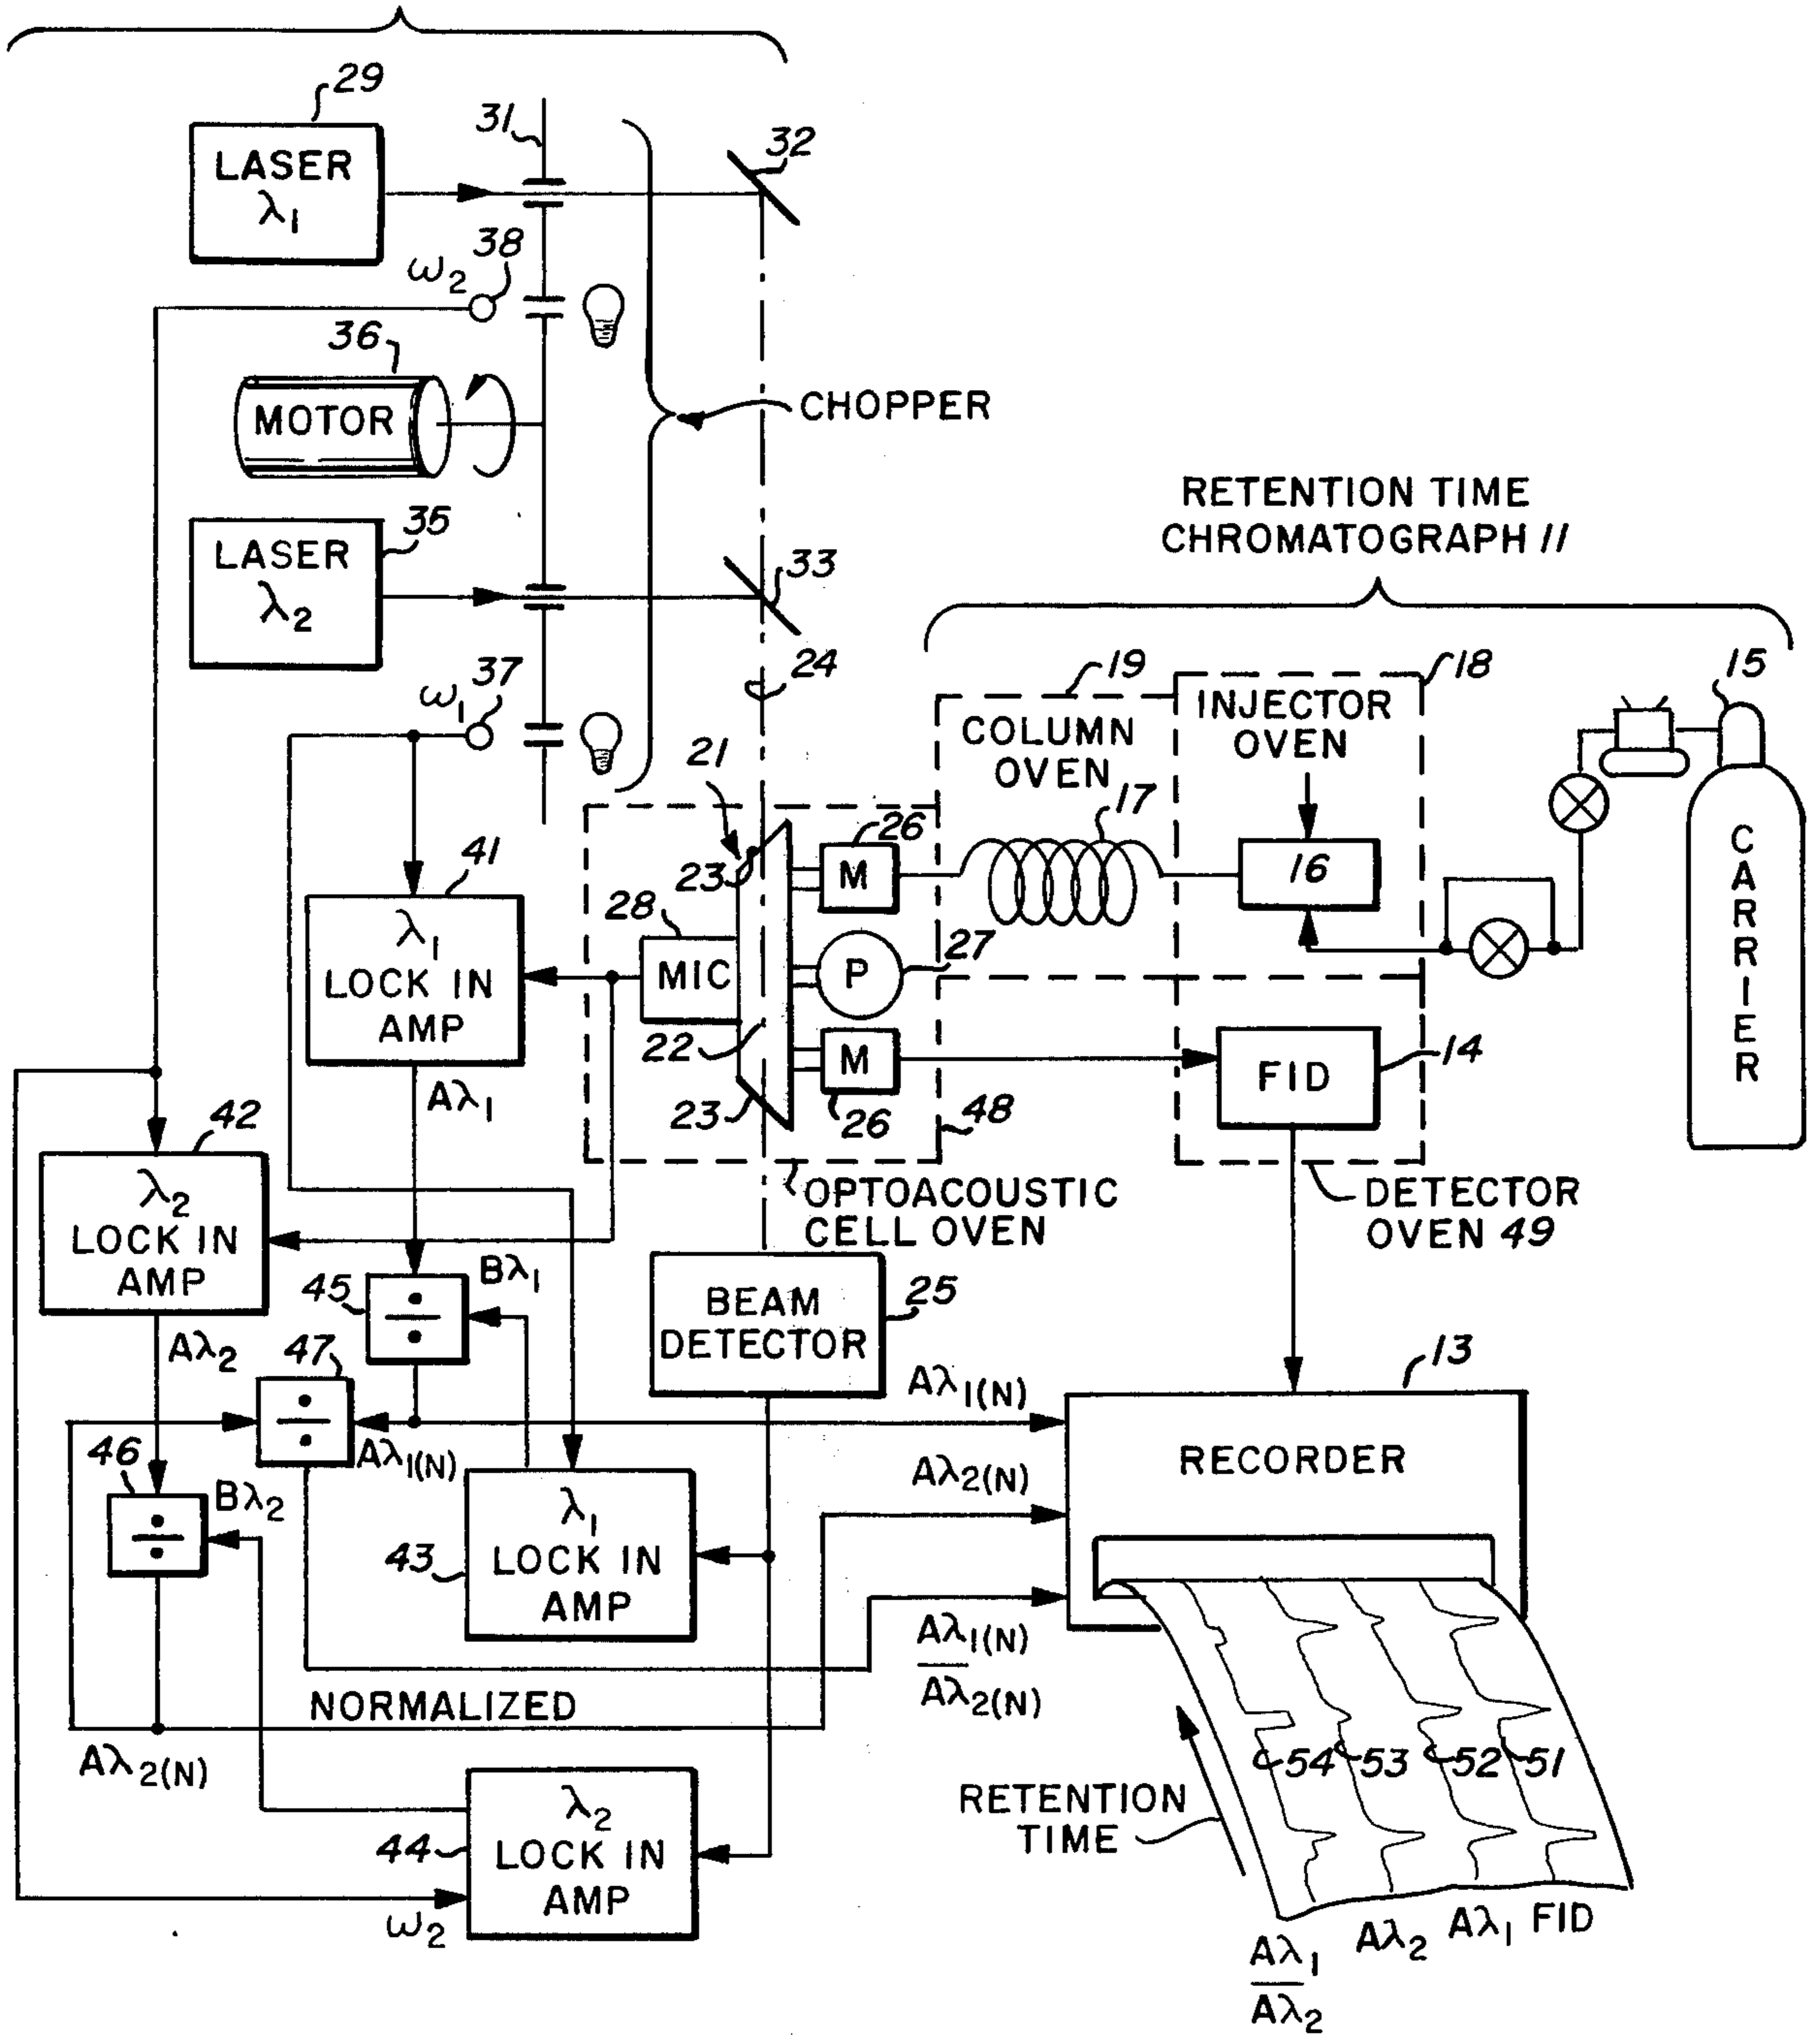 29
LASER
λ1
31
32
ω2
38
36
MOTOR
CHOPPER
RETENTION TIME
CHROMATOGRAPH 11
35
LASER
λ2
33
24
ω1
37
19
COLUMN
OVEN
18
INJECTOR
OVEN
15
21
17
26
23
M
16
CARRIER
41
λ1
LOCK IN
AMP
28
MIC
P
27
22
M
FID
14
Aλ1
23
26
48
42
λ2
LOCK IN
AMP
OPTOACOUSTIC
CELL OVEN
DETECTOR
OVEN 49
45
÷
Bλ1
BEAM
DETECTOR
25
Aλ2
47
÷
Aλ1(N)
13
46
÷
Bλ2
Aλ1(N)
RECORDER
Aλ2(N)
43
λ1
LOCK IN
AMP
Aλ1(N)
Aλ2(N)
NORMALIZED
Aλ2(N)
54
53
52
51
RETENTION
TIME
44
λ2
LOCK IN
AMP
ω2
Aλ1
Aλ2
Aλ2
Aλ1
FID